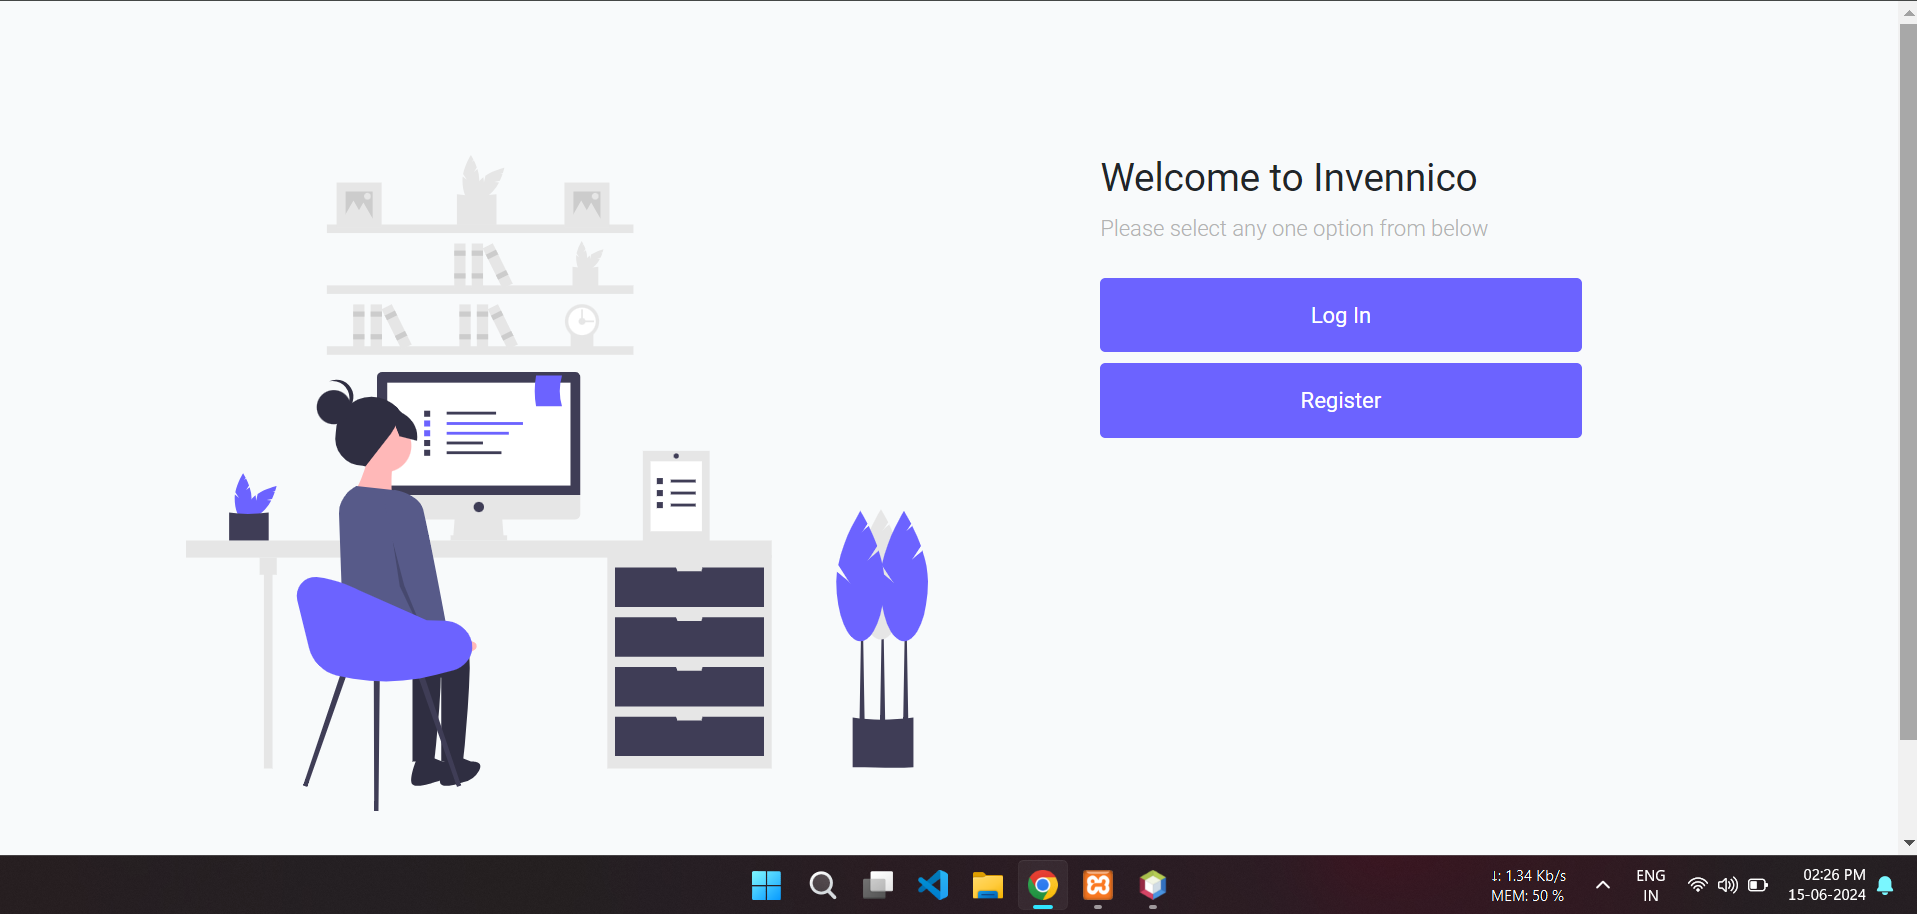 Welcome to Invennico
Please select any one option from below
Log In
Register
↓: 1.34 Kb/s
MEM: 50 %
ENG
IN
02:26 PM
15-06-2024